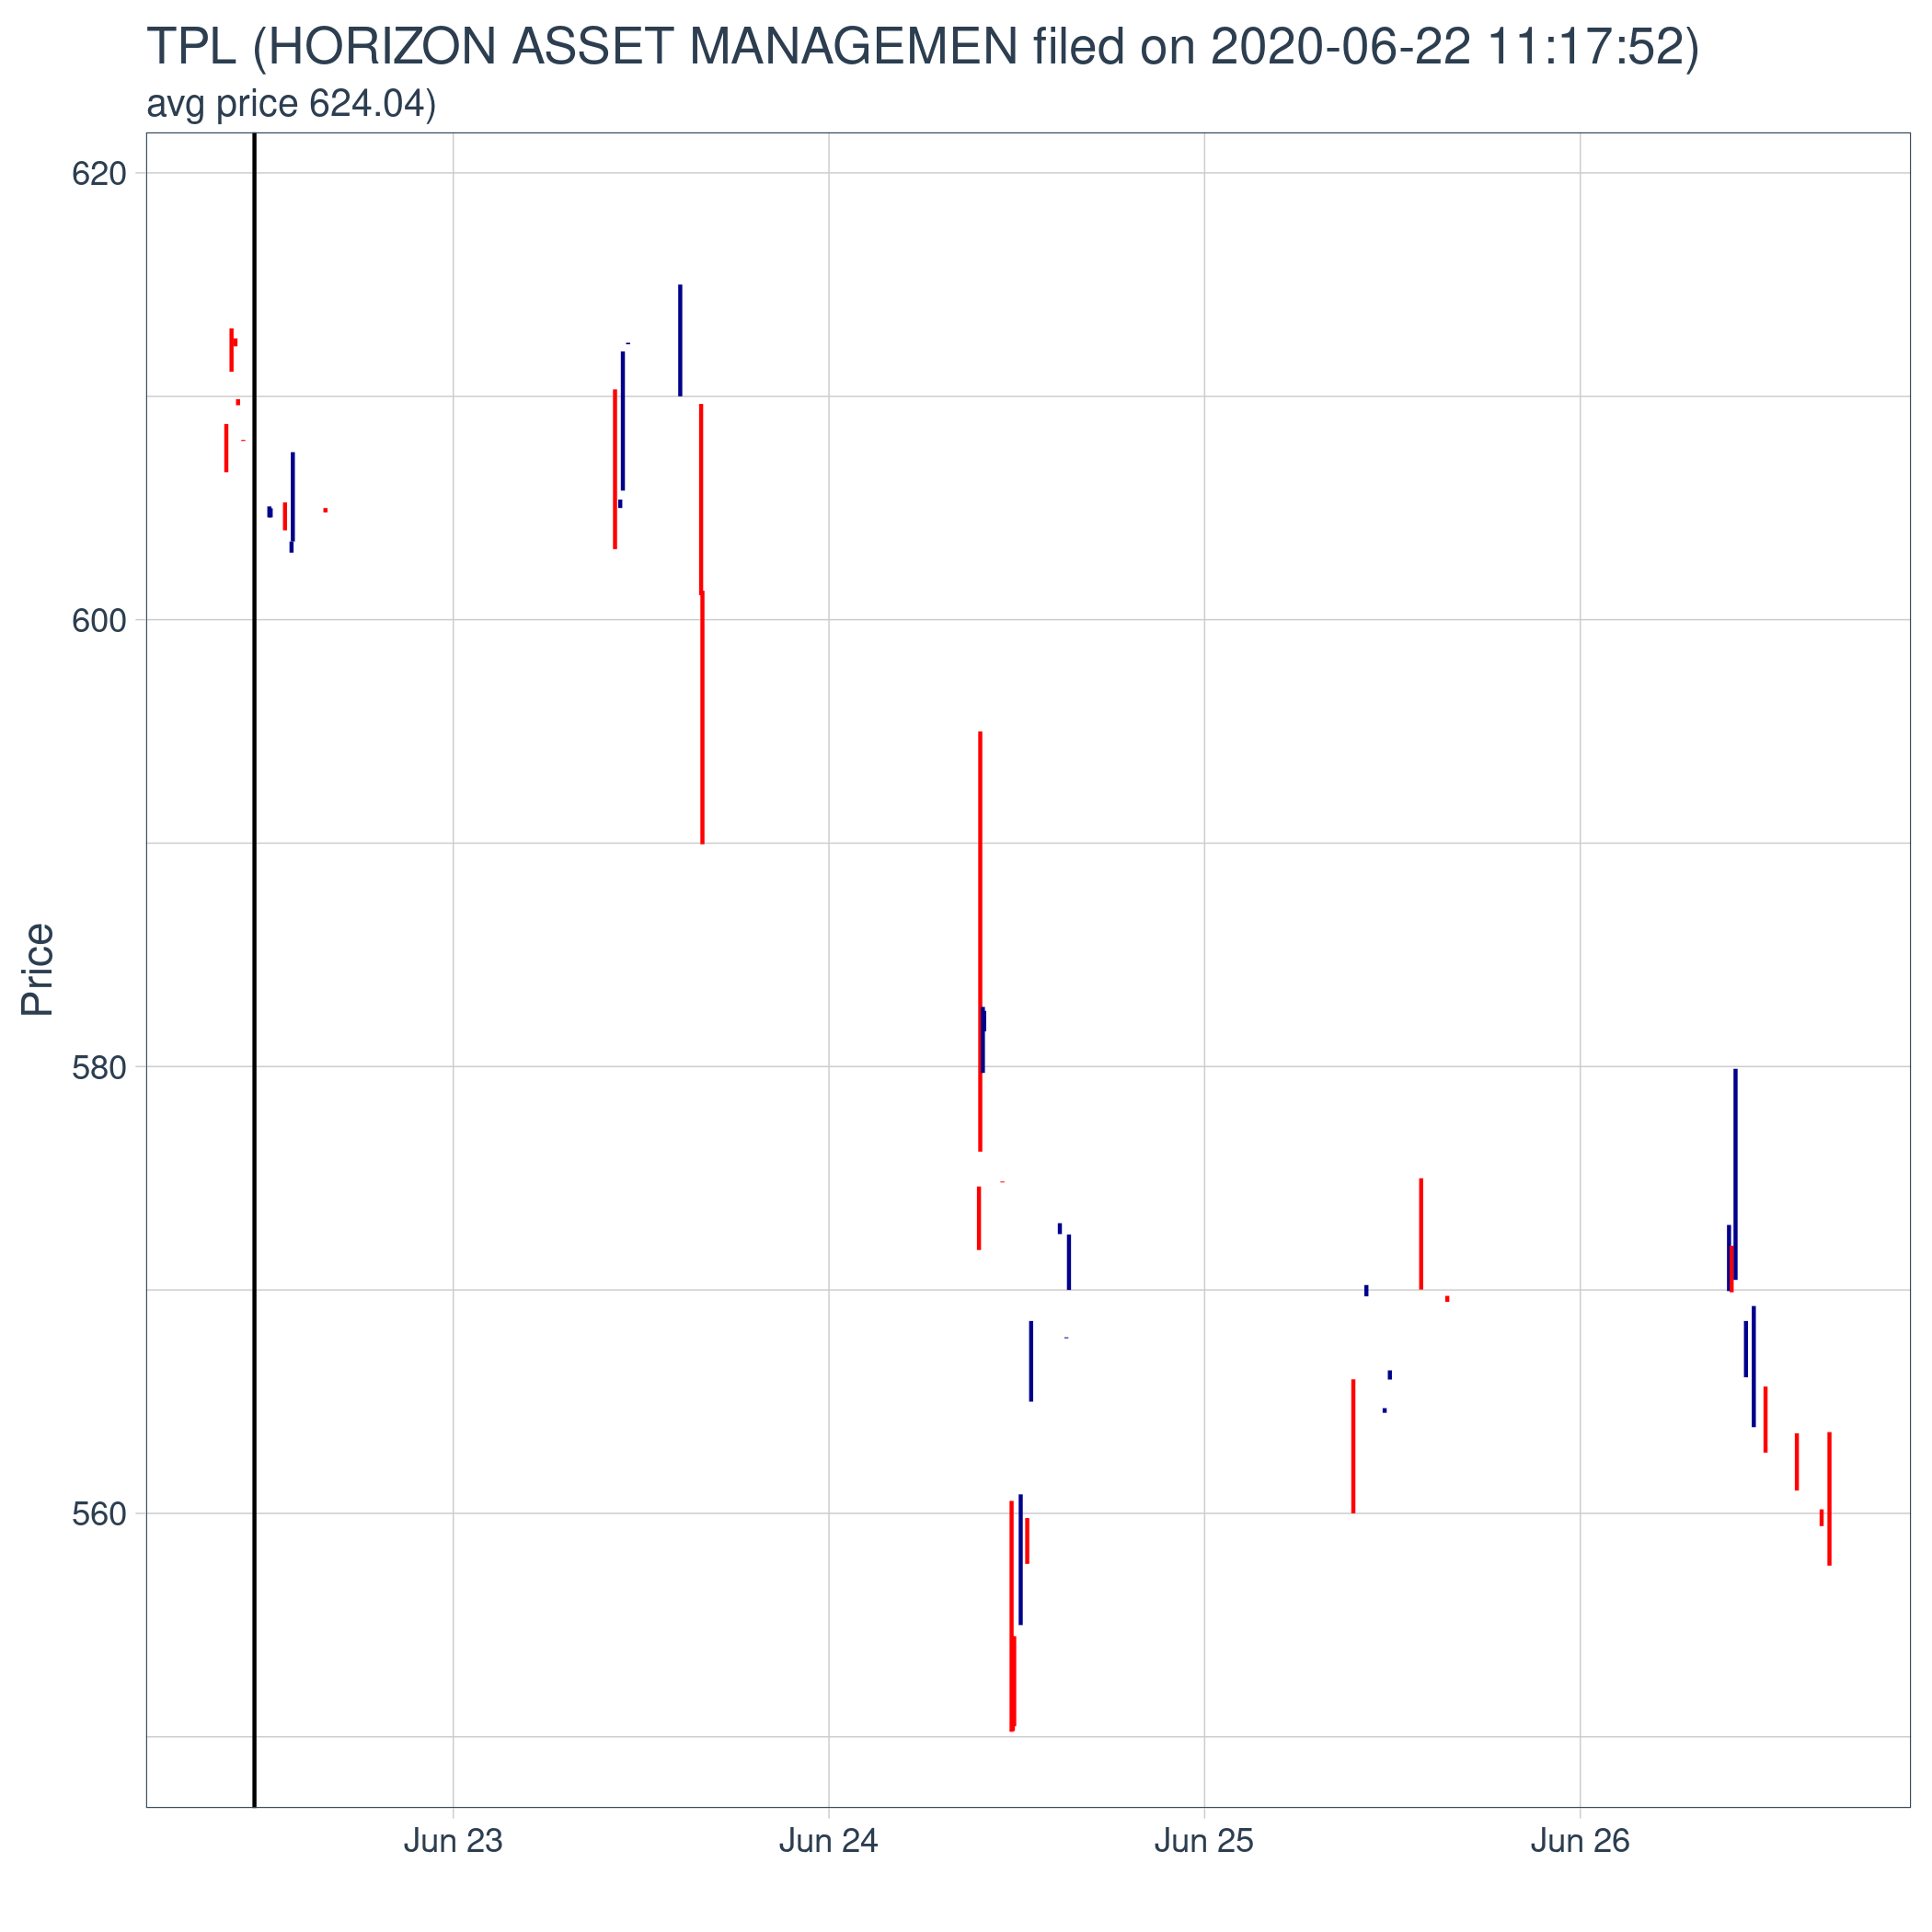 TPL (HORIZON ASSET MANAGEMEN filed on 2020-06-22 11:17:52)
avg price 624.04)
620
600
580
560
Price
Jun 23
Jun 24
Jun 25
Jun 26